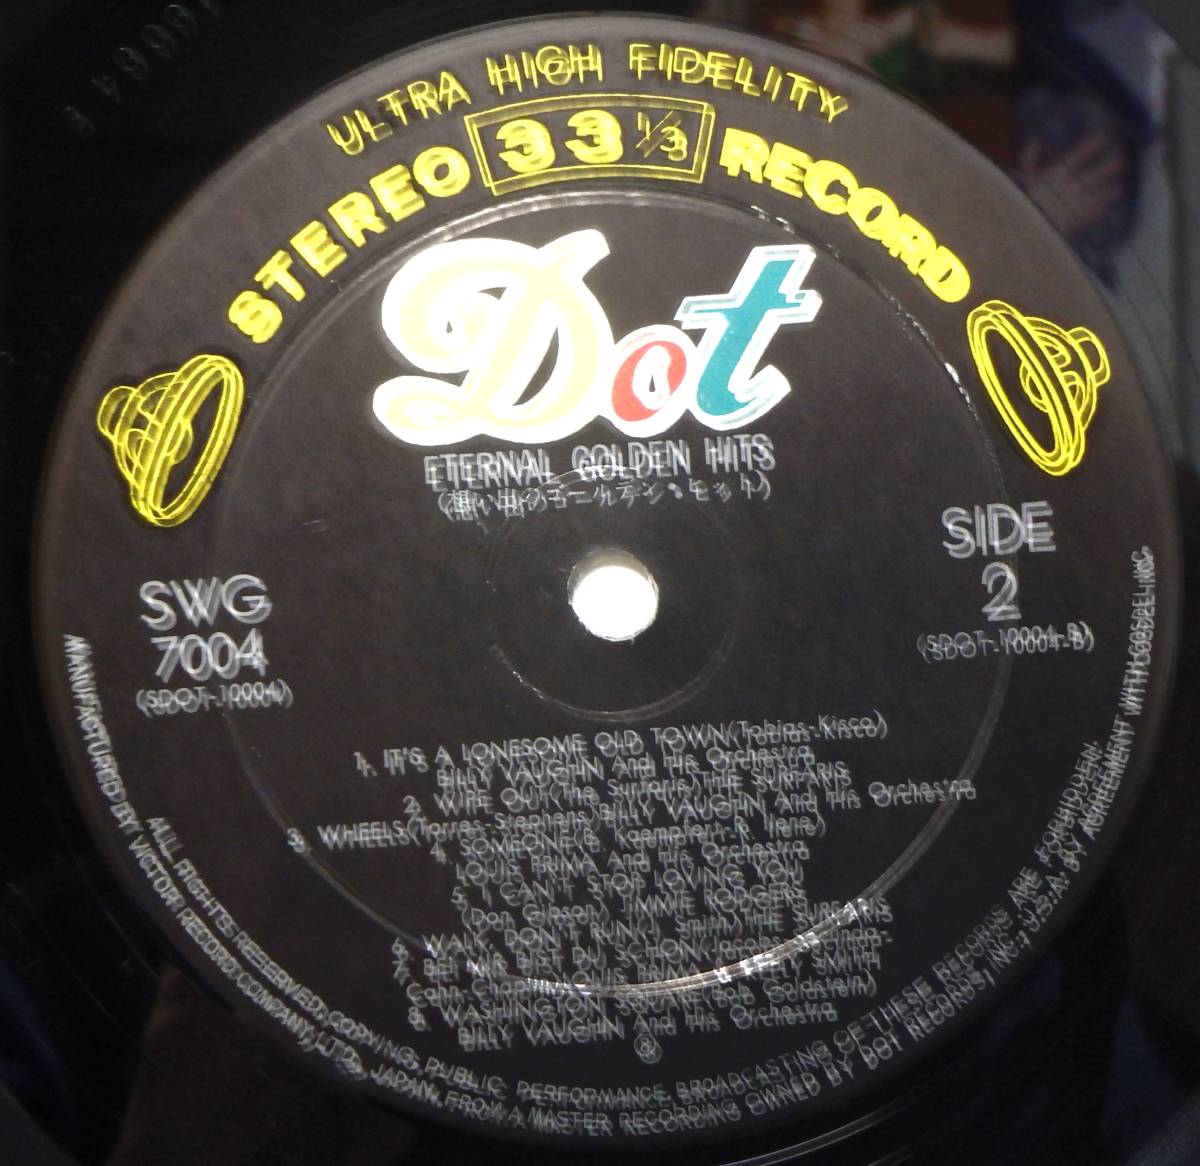 ULTRA HIGH FIDELITY
STEREO 33 1/3 RECORD
Dot
ETERNAL GOLDEN HITS
(想い出のゴールデン・ヒット)
SIDE
2
(SDOT-10004-B)
SWG
7004
(SDOT-10004)
1. IT'S A LONESOME OLD TOWN(Tobias-Kisco)
BILLY VAUGHN And His Orchestra
2. WIPE OUT(The Surfaris)THE SURFARIS
3. WHEELS(Torres-Stephens)BILLY VAUGHN And His Orchestra
4. SOMEONE(B. Kaempfert-R. Ilene)
LOUIS PRIMA And His Orchestra
5. I CAN'T STOP LOVING YOU
(Don Gibson) JIMMIE RODGERS
6. WALK, DON'T RUN(J. Smith)THE SURFARIS
7. BEI MIR BIST DU SCHON(Jacobs-Secunda-
Cahn-Chaplin)LOUIS PRIMA & KEELY SMITH
8. WASHINGTON SQUARE(Bob Goldstein)
BILLY VAUGHN And His Orchestra
ALL RIGHTS RESERVED, COPYING, PUBLIC PERFORMANCE, BROADCASTING OF THESE RECORDS ARE FORBIDDEN.
MANUFACTURED BY VICTOR RECORD COMPANY, LTD., JAPAN, FROM A MASTER RECORDING OWNED BY DOT RECORDS, INC., U.S.A. BY AGREEMENT WITH